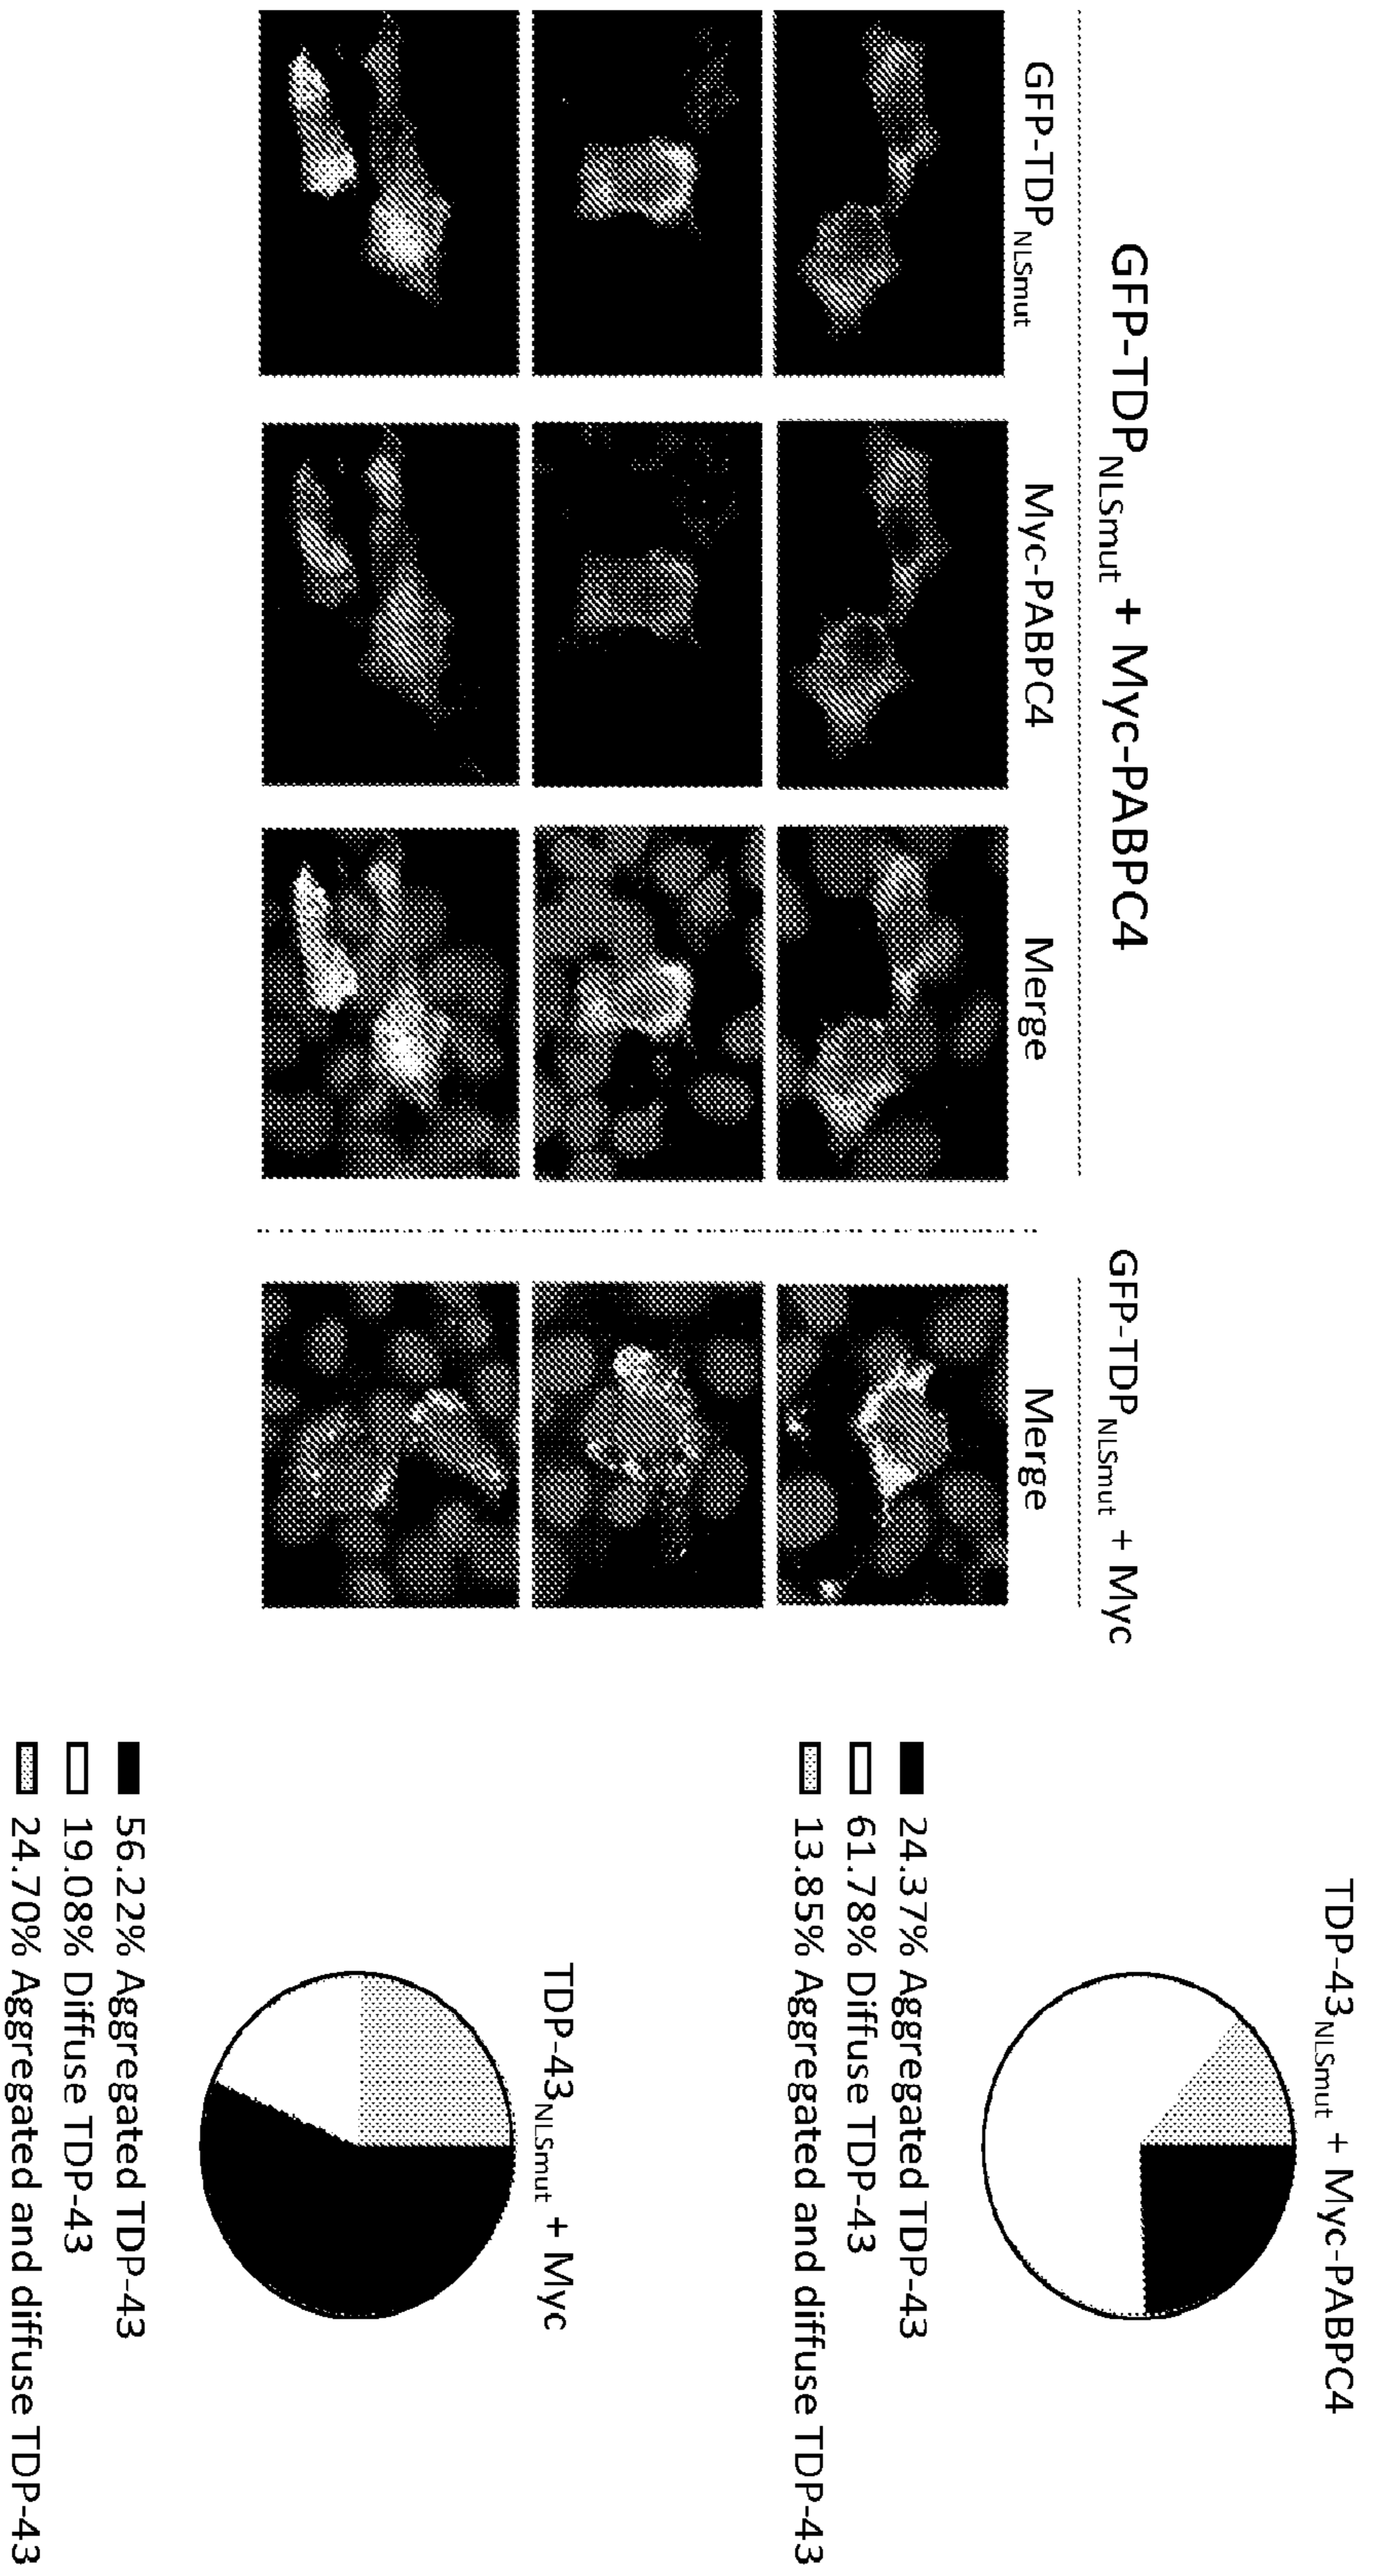 GFP-TDPNLSmut + Myc-PABPC4
GFP-TDPNLSmut + Myc
GFP-TDPNLSmut
Myc-PABPC4
Merge
Merge
TDP-43NLSmut + Myc-PABPC4
24.37% Aggregated TDP-43
61.78% Diffuse TDP-43
13.85% Aggregated and diffuse TDP-43
TDP-43NLSmut + Myc
56.22% Aggregated TDP-43
19.08% Diffuse TDP-43
24.70% Aggregated and diffuse TDP-43